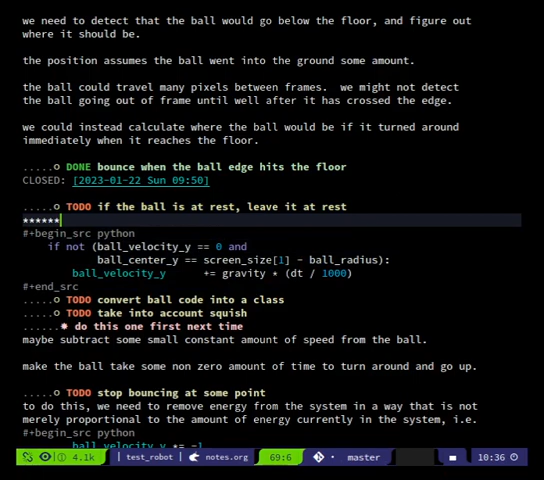 we need to detect that the ball would go below the floor, and figure out
where it should be.
the position assumes the ball went into the ground some amount.
the ball could travel many pixels between frames.  we might not detect
the ball going out of frame until well after it has crossed the edge.
we could instead calculate where the ball would be if it turned around
immediately when it reaches the floor.
.....o DONE bounce when the ball edge hits the floor
CLOSED: [2023-01-22 Sun 09:50]
.....o TODO if the ball is at rest, leave it at rest
******
#+begin_src python
if not (ball_velocity_y == 0 and
ball_center_y == screen_size[1] - ball_radius):
ball_velocity_y     += gravity * (dt / 1000)
#+end_src
.....o TODO convert ball code into a class
.....o TODO take into account squish
......* do this one first next time
maybe subtract some small constant amount of speed from the ball.
make the ball take some non zero amount of time to turn around and go up.
.....o TODO stop bouncing at some point
to do this, we need to remove energy from the system in a way that is not
merely proportional to the amount of energy currently in the system, i.e.
#+begin_src python
ball_velocity_y *= -1
4.1k | test_robot | notes.org 69:6 master 10:36